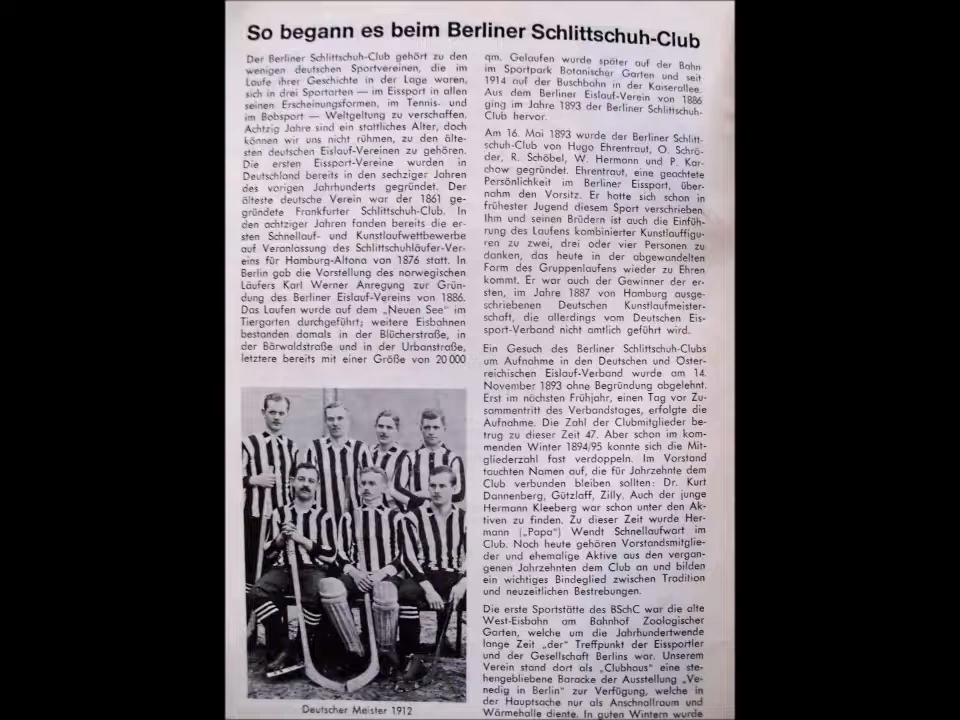 So begann es beim Berliner Schlittschuh-Club
Der Berliner Schlittschuh-Club gehört zu den
wenigen deutschen Sportvereinen, die im
Laufe ihrer Geschichte in der Lage waren,
sich in drei Sportarten — im Eissport in allen
seinen Erscheinungsformen, im Tennis- und
im Bobsport — Weltgeltung zu verschaffen.
Achtzig Jahre sind ein stattliches Alter, doch
können wir uns nicht rühmen, zu den älte-
sten deutschen Eislauf-Vereinen zu gehören.
Die ersten Eissport-Vereine wurden in
Deutschland bereits in den sechziger Jahren
des vorigen Jahrhunderts gegründet. Der
älteste deutsche Verein war der 1861 ge-
gründete Frankfurter Schlittschuh-Club. In
den achtziger Jahren fanden bereits die er-
sten Schnellauf- und Kunstlaufwettbewerbe
auf Veranlassung des Schlittschuhläufer-Ver-
eins für Hamburg-Altona von 1876 statt. In
Berlin gab die Vorstellung des norwegischen
Läufers Karl Werner Anregung zur Grün-
dung des Berliner Eislauf-Vereins von 1886.
Das Laufen wurde auf dem „Neuen See" im
Tiergarten durchgeführt; weitere Eisbahnen
bestanden damals in der Blücherstraße, in
der Bärwaldstraße und in der Urbanstraße,
letztere bereits mit einer Größe von 20 000
qm. Gelaufen wurde später auf der Bahn
im Sportpark Botanischer Garten und seit
1914 auf der Buschbahn in der Kaiserallee.
Aus dem Berliner Eislauf-Verein von 1886
ging im Jahre 1893 der Berliner Schlittschuh-
Club hervor.
Am 16. Mai 1893 wurde der Berliner Schlitt-
schuh-Club von Hugo Ehrentraut, O. Schrö-
der, R. Schöbel, W. Hermann und P. Kar-
chow gegründet. Ehrentraut, eine geachtete
Persönlichkeit im Berliner Eissport, über-
nahm den Vorsitz. Er hatte sich schon in
frühester Jugend diesem Sport verschrieben.
Ihm und seinen Brüdern ist auch die Einfüh-
rung des Laufens kombinierter Kunstlauffigu-
ren zu zwei, drei oder vier Personen zu
danken, das heute in der abgewandelten
Form des Gruppenlaufens wieder zu Ehren
kommt. Er war auch der Gewinner der er-
sten, im Jahre 1887 von Hamburg ausge-
schriebenen Deutschen Kunstlaufmeister-
schaft, die allerdings vom Deutschen Eis-
sport-Verband nicht amtlich geführt wird.
Ein Gesuch des Berliner Schlittschuh-Clubs
um Aufnahme in den Deutschen und Öster-
reichischen Eislauf-Verband wurde am 14.
November 1893 ohne Begründung abgelehnt.
Erst im nächsten Frühjahr, einen Tag vor Zu-
sammentritt des Verbandstages, erfolgte die
Aufnahme. Die Zahl der Clubmitglieder be-
trug zu dieser Zeit 47. Aber schon im kom-
menden Winter 1894/95 konnte sich die Mit-
gliederzahl fast verdoppeln. Im Vorstand
tauchten Namen auf, die für Jahrzehnte dem
Club verbunden bleiben sollten: Dr. Kurt
Dannenberg, Gützlaff, Zilly. Auch der junge
Hermann Kleeberg war schon unter den Ak-
tiven zu finden. Zu dieser Zeit wurde Her-
mann („Papa") Wendt Schnellaufwart im
Club. Noch heute gehören Vorstandsmitglie-
der und ehemalige Aktive aus den vergan-
genen Jahrzehnten dem Club an und bilden
ein wichtiges Bindeglied zwischen Tradition
und neuzeitlichen Bestrebungen.
Die erste Sportstätte des BSchC war die alte
West-Eisbahn am Bahnhof Zoologischer
Garten, welche um die Jahrhundertwende
lange Zeit „der" Treffpunkt der Eissportler
und der Gesellschaft Berlins war. Unserem
Verein stand dort als „Clubhaus" eine ste-
hengebliebene Baracke der Ausstellung „Ve-
nedig in Berlin" zur Verfügung, welche in
der Hauptsache nur als Anschnallraum und
Wärmehalle diente. In guten Wintern wurde
Deutscher Meister 1912